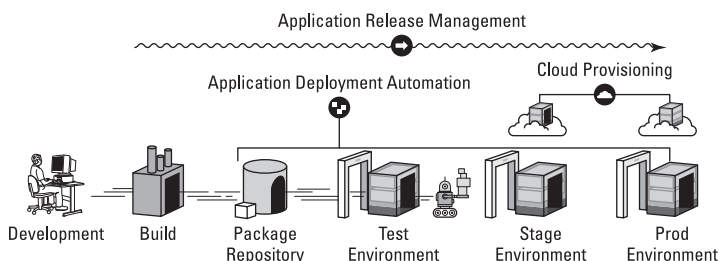 Application Release Management
Application Deployment Automation
Cloud Provisioning
Development
Build
Package
Repository
Test
Environment
Stage
Environment
Prod
Environment